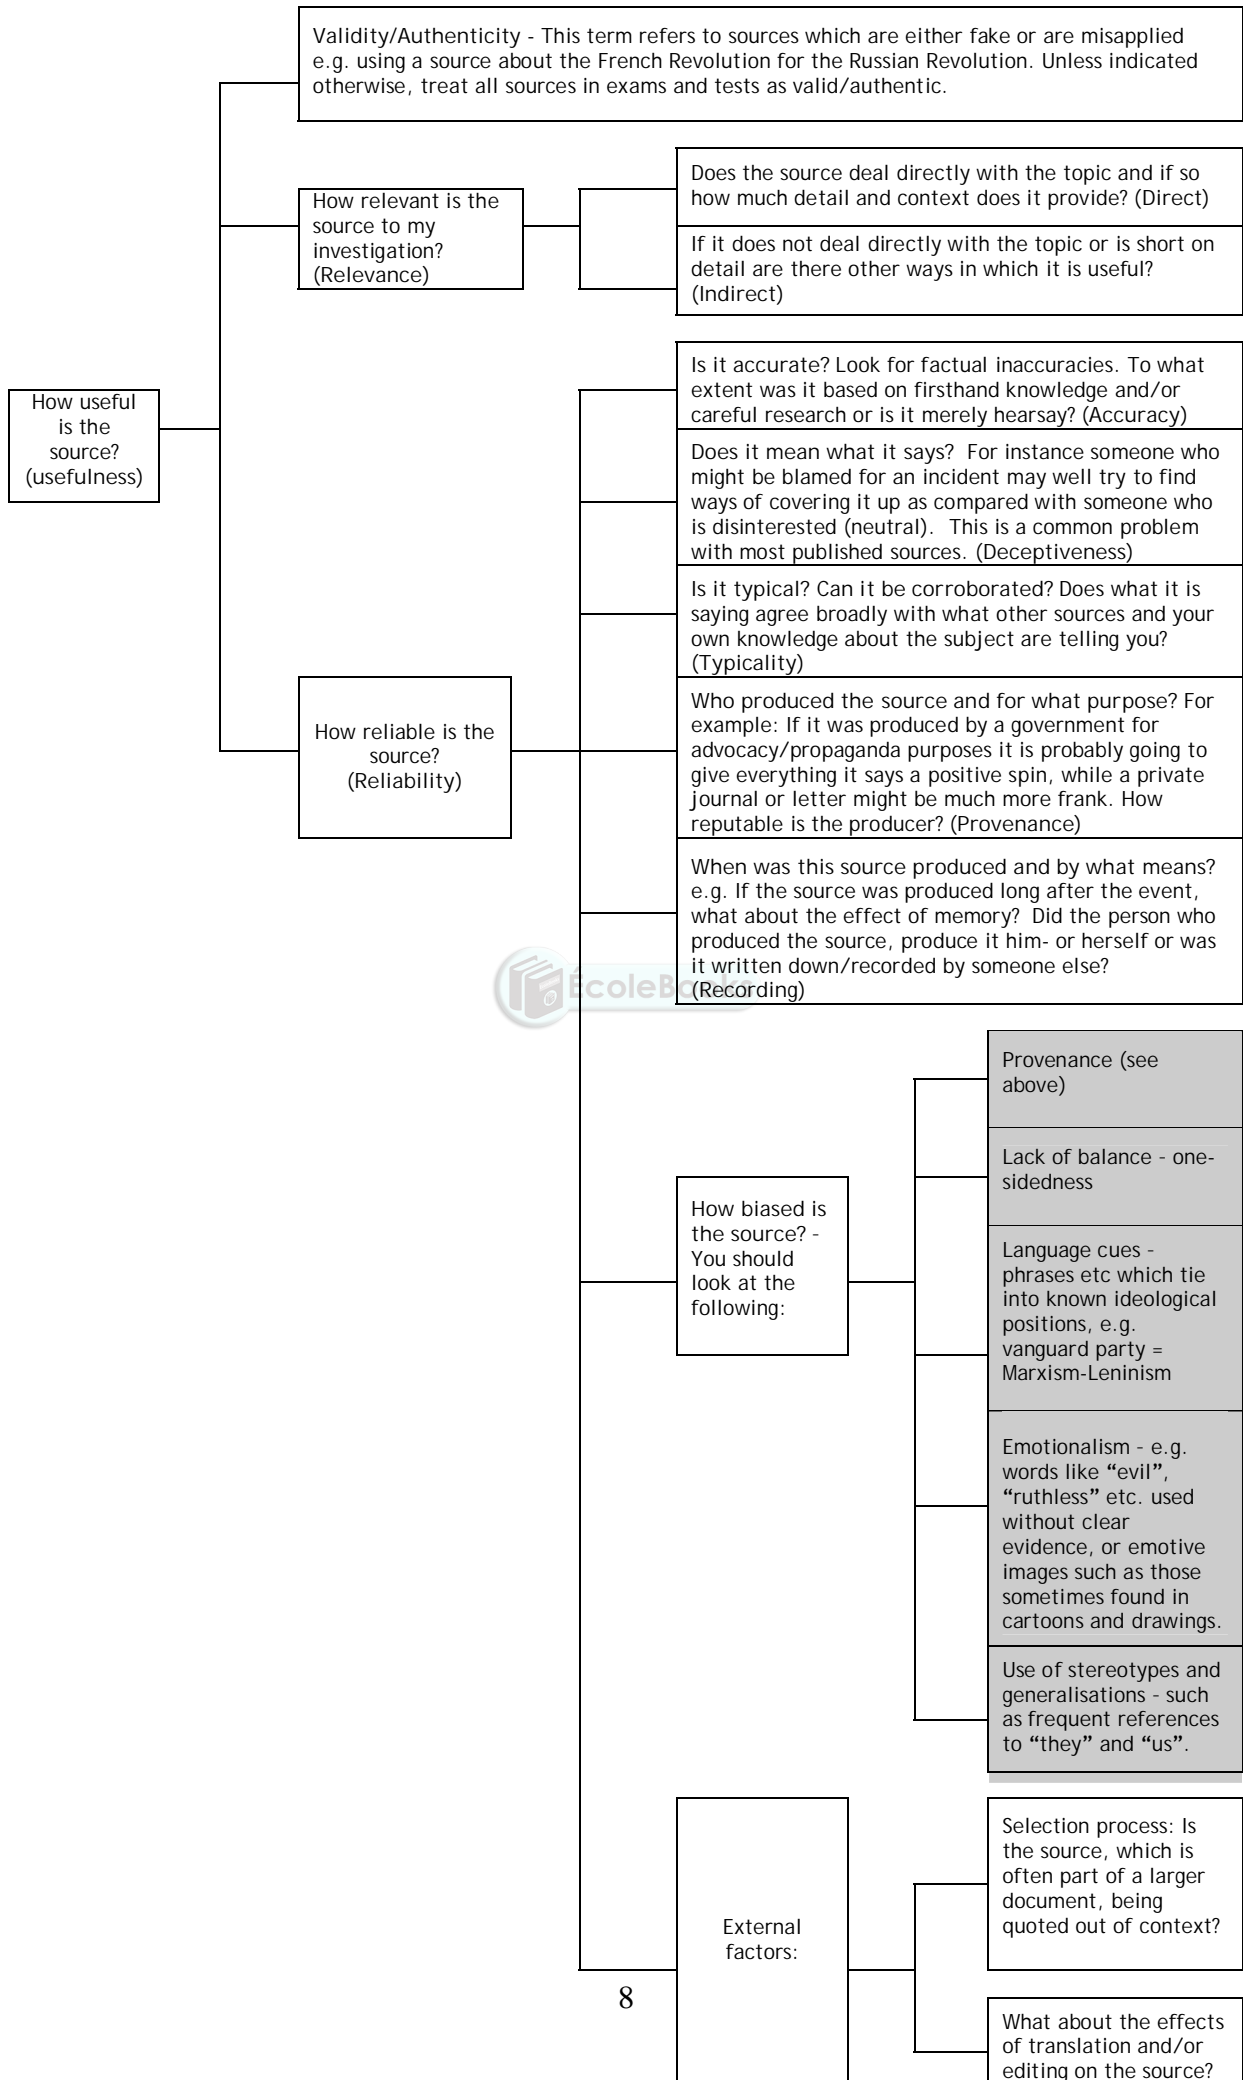 Validity/Authenticity - This term refers to sources which are either fake or are misapplied
e.g. using a source about the French Revolution for the Russian Revolution. Unless indicated
otherwise, treat all sources in exams and tests as valid/authentic.
How relevant is the
source to my
investigation?
(Relevance)
Does the source deal directly with the topic and if so
how much detail and context does it provide? (Direct)
If it does not deal directly with the topic or is short on
detail are there other ways in which it is useful?
(Indirect)
How useful
is the
source?
(usefulness)
Is it accurate? Look for factual inaccuracies. To what
extent was it based on firsthand knowledge and/or
careful research or is it merely hearsay? (Accuracy)
Does it mean what it says?  For instance someone who
might be blamed for an incident may well try to find
ways of covering it up as compared with someone who
is disinterested (neutral).  This is a common problem
with most published sources. (Deceptiveness)
Is it typical? Can it be corroborated? Does what it is
saying agree broadly with what other sources and your
own knowledge about the subject are telling you?
(Typicality)
How reliable is the
source?
(Reliability)
Who produced the source and for what purpose? For
example: If it was produced by a government for
advocacy/propaganda purposes it is probably going to
give everything it says a positive spin, while a private
journal or letter might be much more frank. How
reputable is the producer? (Provenance)
When was this source produced and by what means?
e.g. If the source was produced long after the event,
what about the effect of memory?  Did the person who
produced the source, produce it him- or herself or was
it written down/recorded by someone else?
(Recording)
ÉcoleBooks
How biased is
the source? -
You should
look at the
following:
Provenance (see
above)
Lack of balance - one-
sidedness
Language cues -
phrases etc which tie
into known ideological
positions, e.g.
vanguard party =
Marxism-Leninism
Emotionalism - e.g.
words like “evil”,
“ruthless” etc. used
without clear
evidence, or emotive
images such as those
sometimes found in
cartoons and drawings.
Use of stereotypes and
generalisations - such
as frequent references
to “they” and “us”.
External
factors:
Selection process: Is
the source, which is
often part of a larger
document, being
quoted out of context?
What about the effects
of translation and/or
editing on the source?
8